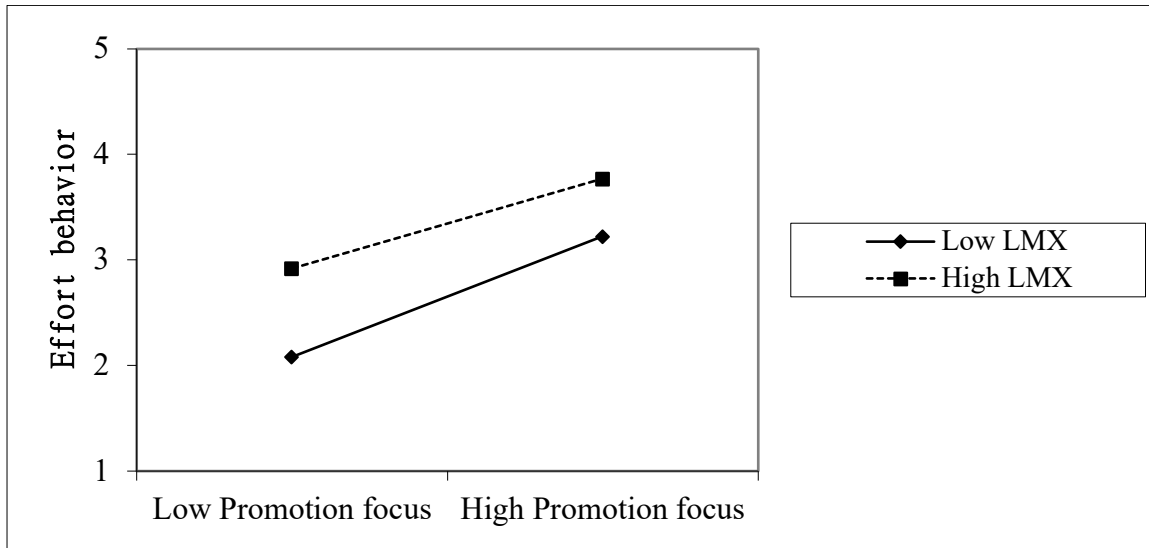 5
4
3
2
1
Effort behavior
Low Promotion focus
High Promotion focus
Low LMX
High LMX